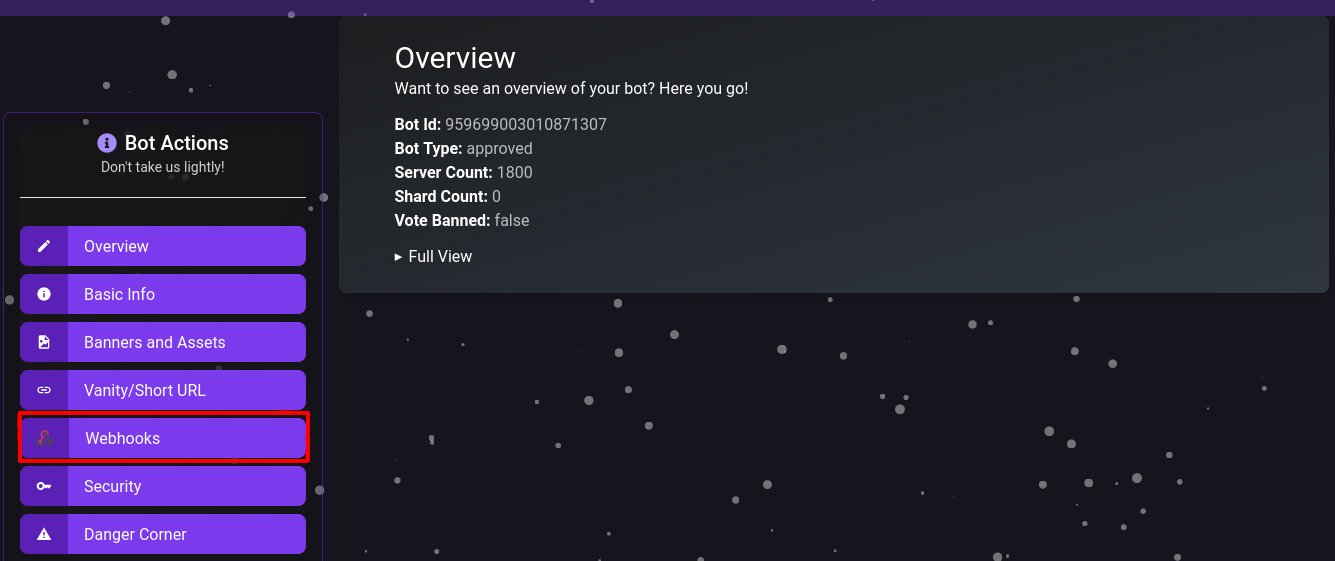 Bot Actions
Don't take us lightly!
Overview
Basic Info
Banners and Assets
Vanity/Short URL
Webhooks
Security
Danger Corner
Overview
Want to see an overview of your bot? Here you go!
Bot Id: 959699003010871307
Bot Type: approved
Server Count: 1800
Shard Count: 0
Vote Banned: false
Full View